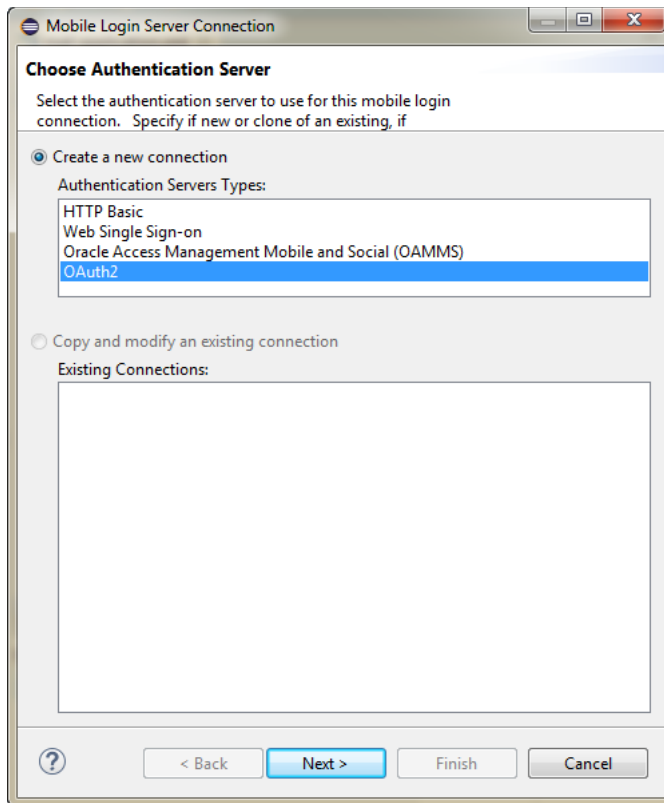 Mobile Login Server Connection
Choose Authentication Server
Select the authentication server to use for this mobile login
connection. Specify if new or clone of an existing, if
Create a new connection
Authentication Servers Types:
HTTP Basic
Web Single Sign-on
Oracle Access Management Mobile and Social (OAMMS)
OAuth2
Copy and modify an existing connection
Existing Connections:
? < Back Next > Finish Cancel